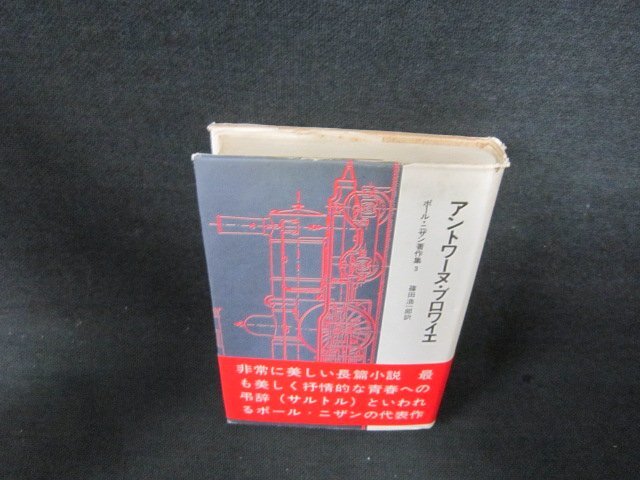 アントワーヌ・ブロワイエ
ポール・ニザン著作集 3
篠田浩一郎訳
非常に美しい長篇小説　最
も美しく抒情的な青春への
弔辞（サルトル）といわれ
るポール・ニザンの代表作